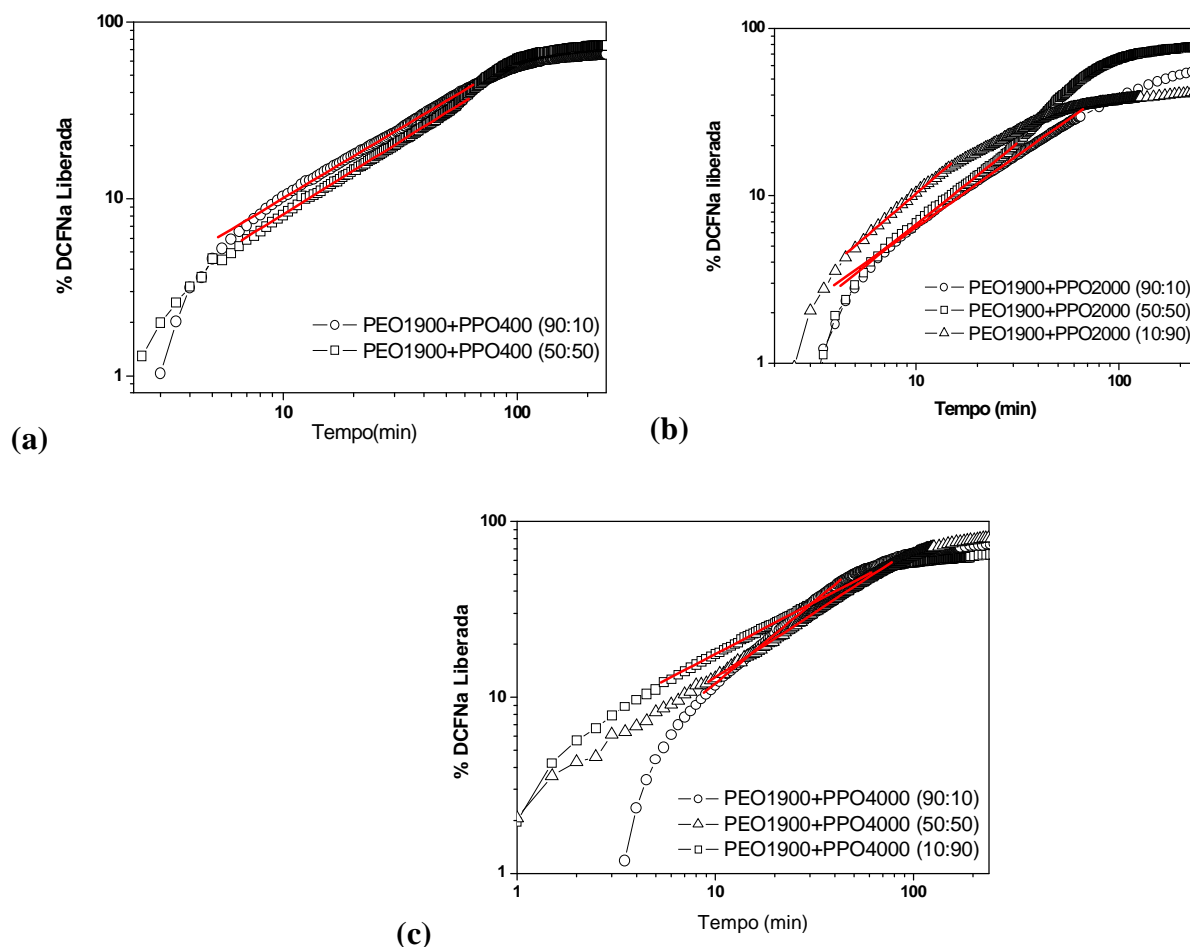 100
10
1
% DCFNa Liberada
PEO1900+PPO400 (90:10)
PEO1900+PPO400 (50:50)
10
100
Tempo(min)
(a)
100
10
1
% DCFNa liberada
PEO1900+PPO2000 (90:10)
PEO1900+PPO2000 (50:50)
PEO1900+PPO2000 (10:90)
10
100
Tempo (min)
(b)
100
10
1
% DCFNa Liberada
PEO1900+PPO4000 (90:10)
PEO1900+PPO4000 (50:50)
PEO1900+PPO4000 (10:90)
1
10
100
Tempo (min)
(c)